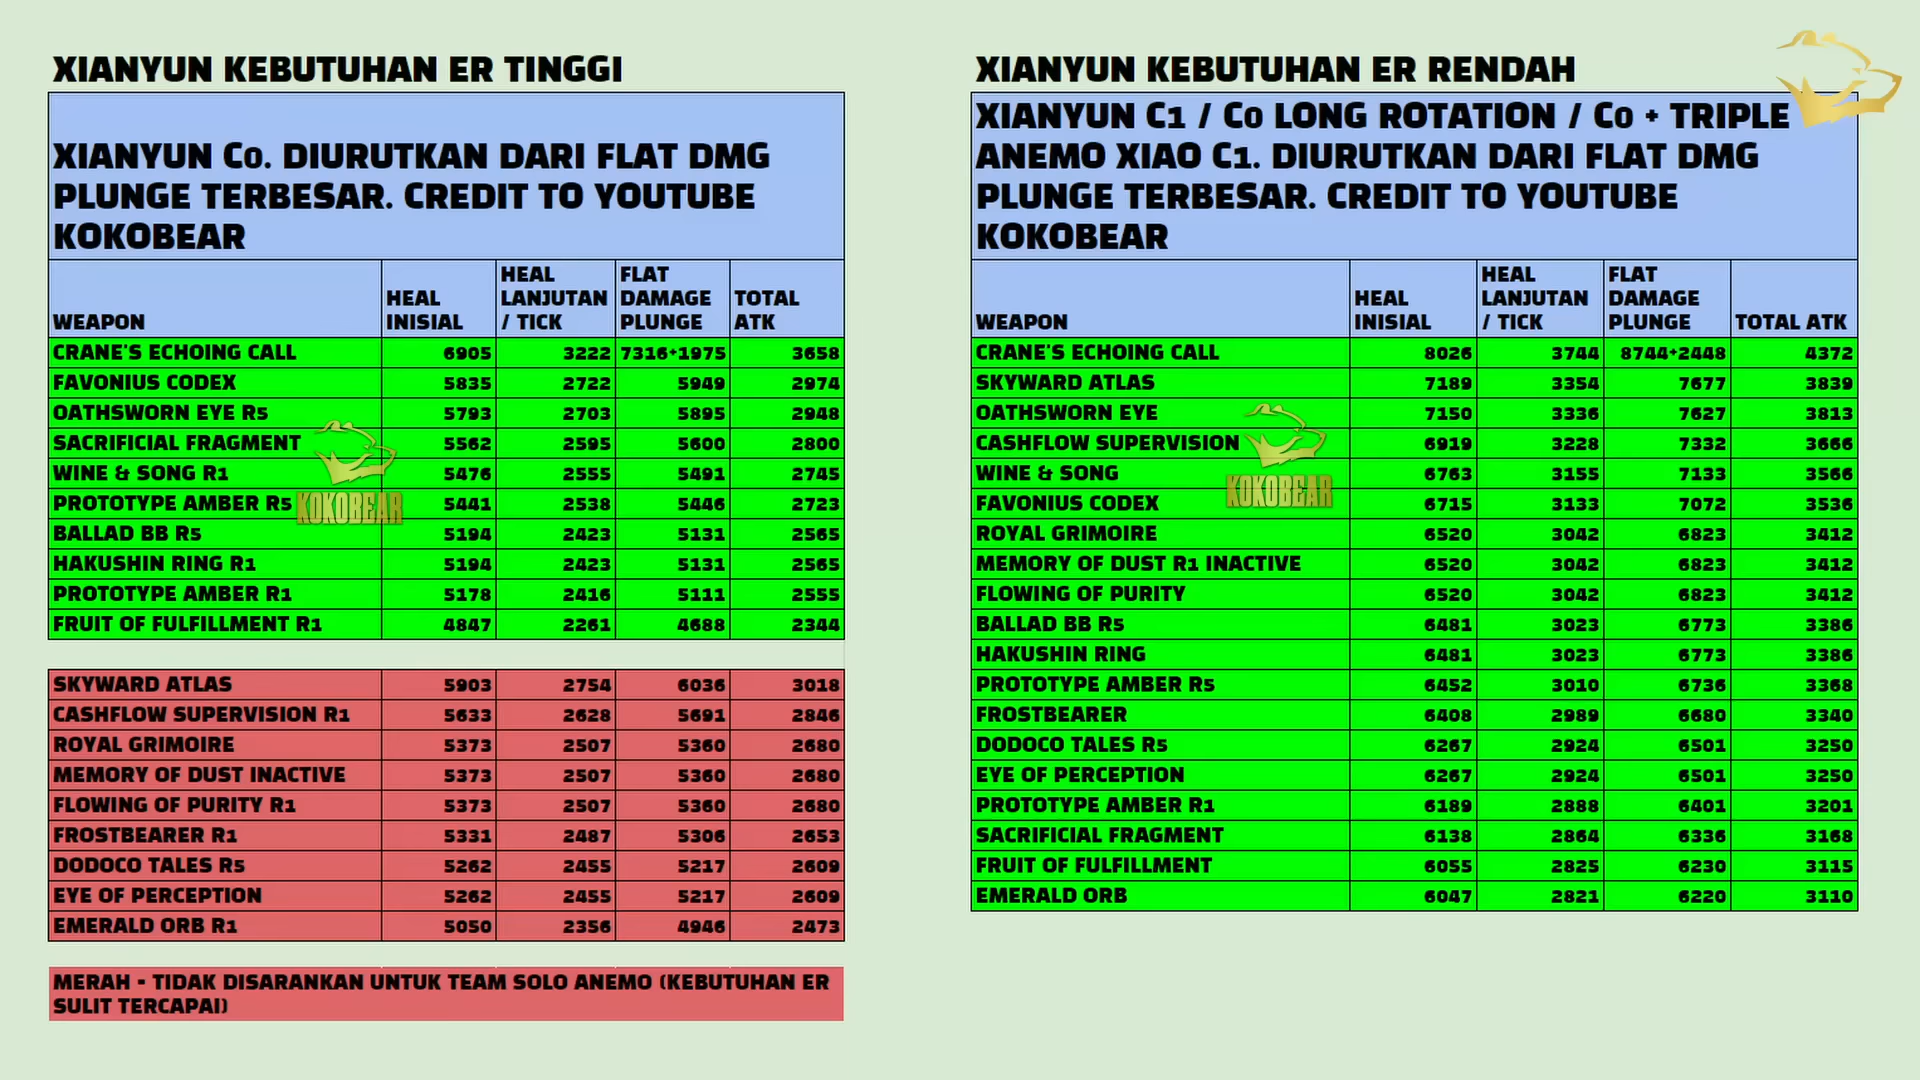 XIANYUN KEBUTUHAN ER TINGGI
XIANYUN C0. DIURUTKAN DARI FLAT DMG
PLUNGE TERBESAR. CREDIT TO YOUTUBE
KOKOBEAR
WEAPON HEAL INISIAL HEAL LANJUTAN / TICK FLAT DAMAGE PLUNGE TOTAL ATK
CRANE'S ECHOING CALL 6905 3222 7316+1975 3658
FAVONIUS CODEX 5835 2722 5949 2974
OATHSWORN EYE R5 5793 2703 5895 2948
SACRIFICIAL FRAGMENT 5562 2595 5600 2800
WINE & SONG R1 5476 2555 5491 2745
PROTOTYPE AMBER R5 5441 2538 5446 2723
KOKOBEAR
BALLAD BB R5 5194 2423 5131 2565
HAKUSHIN RING R1 5194 2423 5131 2565
PROTOTYPE AMBER R1 5178 2416 5111 2555
FRUIT OF FULFILLMENT R1 4847 2261 4688 2344
SKYWARD ATLAS 5903 2754 6036 3018
CASHFLOW SUPERVISION R1 5633 2628 5691 2846
ROYAL GRIMOIRE 5373 2507 5360 2680
MEMORY OF DUST INACTIVE 5373 2507 5360 2680
FLOWING OF PURITY R1 5373 2507 5360 2680
FROSTBEARER R1 5331 2487 5306 2653
DODOCO TALES R5 5262 2455 5217 2609
EYE OF PERCEPTION 5262 2455 5217 2609
EMERALD ORB R1 5050 2356 4946 2473
MERAH - TIDAK DISARANKAN UNTUK TEAM SOLO ANEMO (KEBUTUHAN ER
SULIT TERCAPAI)
XIANYUN KEBUTUHAN ER RENDAH
XIANYUN C1 / C0 LONG ROTATION / C0 + TRIPLE
ANEMO XIAO C1. DIURUTKAN DARI FLAT DMG
PLUNGE TERBESAR. CREDIT TO YOUTUBE
KOKOBEAR
WEAPON HEAL INISIAL HEAL LANJUTAN / TICK FLAT DAMAGE PLUNGE TOTAL ATK
CRANE'S ECHOING CALL 8026 3744 8744+2448 4372
SKYWARD ATLAS 7189 3354 7677 3839
OATHSWORN EYE 7150 3336 7627 3813
CASHFLOW SUPERVISION 6919 3228 7332 3666
WINE & SONG 6763 3155 7133 3566
KOKOBEAR
FAVONIUS CODEX 6715 3133 7072 3536
ROYAL GRIMOIRE 6520 3042 6823 3412
MEMORY OF DUST R1 INACTIVE 6520 3042 6823 3412
FLOWING OF PURITY 6520 3042 6823 3412
BALLAD BB R5 6481 3023 6773 3386
HAKUSHIN RING 6481 3023 6773 3386
PROTOTYPE AMBER R5 6452 3010 6736 3368
FROSTBEARER 6408 2989 6680 3340
DODOCO TALES R5 6267 2924 6501 3250
EYE OF PERCEPTION 6267 2924 6501 3250
PROTOTYPE AMBER R1 6189 2888 6401 3201
SACRIFICIAL FRAGMENT 6138 2864 6336 3168
FRUIT OF FULFILLMENT 6055 2825 6230 3115
EMERALD ORB 6047 2821 6220 3110